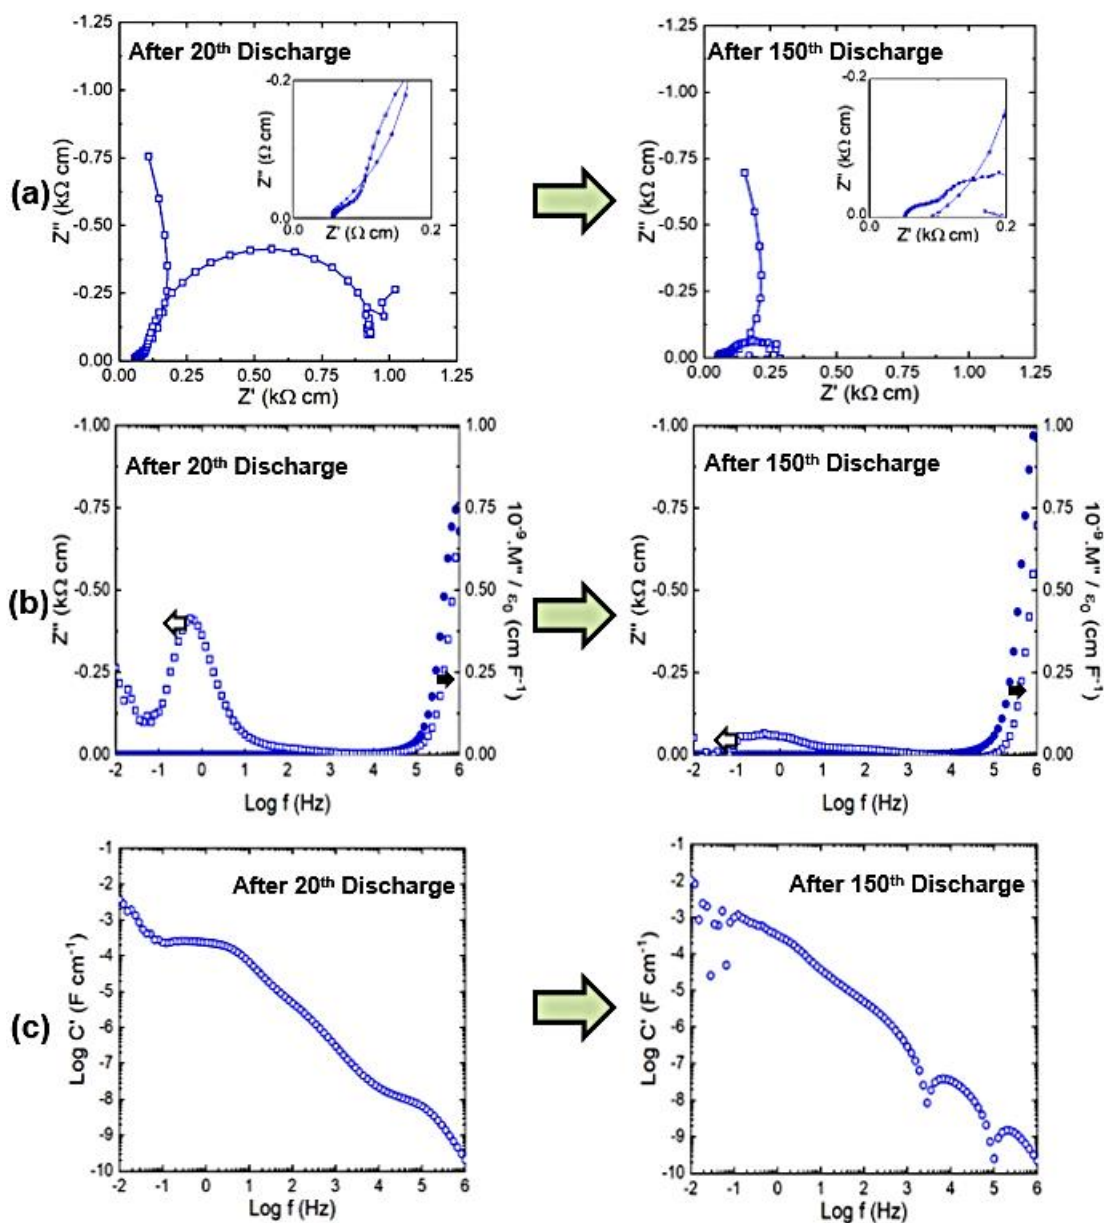 (a)
After 20th Discharge
-1.25
-1.00
-0.75
-0.50
-0.25
0.00
Z'' (kΩ cm)
0.00 0.25 0.50 0.75 1.00 1.25
Z' (kΩ cm)
-0.2
0.0
Z'' (Ω cm)
0.0 0.2
Z' (Ω cm)
After 150th Discharge
-1.25
-1.00
-0.75
-0.50
-0.25
0.00
Z'' (kΩ cm)
0.00 0.25 0.50 0.75 1.00 1.25
Z' (kΩ cm)
-0.2
0.0
Z'' (kΩ cm)
0.0 0.2
Z' (kΩ cm)
(b)
After 20th Discharge
-1.00
-0.75
-0.50
-0.25
0.00
Z'' (kΩ cm)
1.00
0.75
0.50
0.25
0.00
10-9.M'' / ε0 (cm F-1)
-2 -1 0 1 2 3 4 5 6
Log f (Hz)
After 150th Discharge
-1.00
-0.75
-0.50
-0.25
0.00
Z'' (kΩ cm)
1.00
0.75
0.50
0.25
0.00
10-9.M'' / ε0 (cm F-1)
-2 -1 0 1 2 3 4 5 6
Log f (Hz)
(c)
After 20th Discharge
-1
-2
-3
-4
-5
-6
-7
-8
-9
-10
Log C' (F cm-1)
-2 -1 0 1 2 3 4 5 6
Log f (Hz)
After 150th Discharge
-1
-2
-3
-4
-5
-6
-7
-8
-9
-10
Log C' (F cm-1)
-2 -1 0 1 2 3 4 5 6
Log f (Hz)